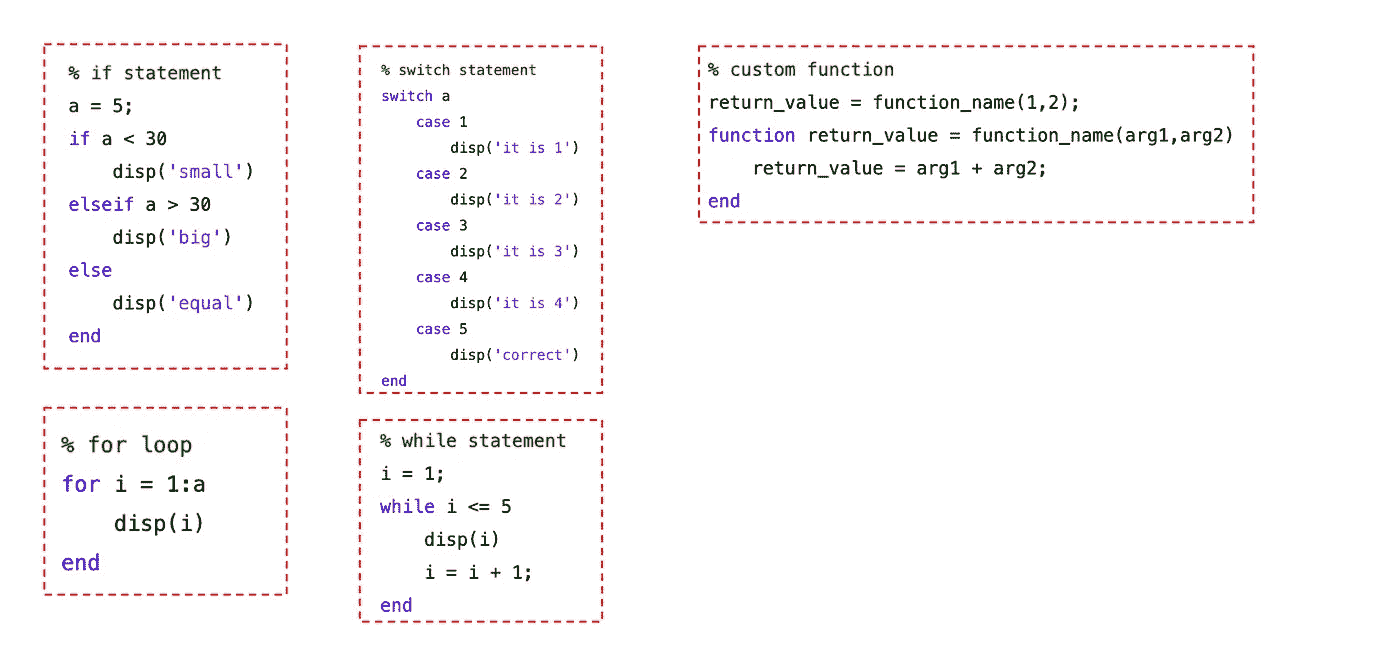 % if statement
a = 5;
if a < 30
    disp('small')
elseif a > 30
    disp('big')
else
    disp('equal')
end
% for loop
for i = 1:a
    disp(i)
end
% switch statement
switch a
    case 1
        disp('it is 1')
    case 2
        disp('it is 2')
    case 3
        disp('it is 3')
    case 4
        disp('it is 4')
    case 5
        disp('correct')
end
% while statement
i = 1;
while i <= 5
    disp(i)
    i = i + 1;
end
% custom function
return_value = function_name(1,2);
function return_value = function_name(arg1,arg2)
    return_value = arg1 + arg2;
end